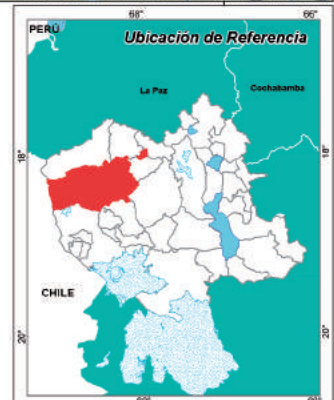 68° 66°
PERÚ
Ubicación de Referencia
La Paz
Cochabamba
18° 18°
CHILE
20° 20°